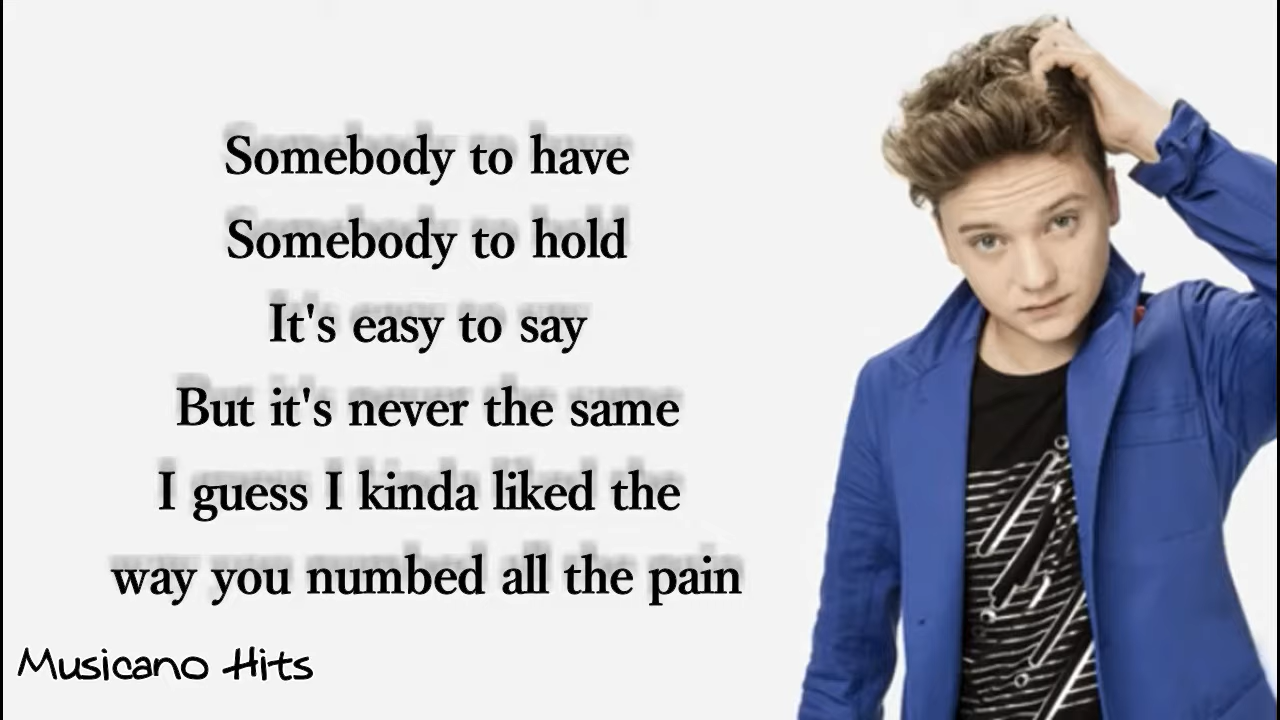 Somebody to have
Somebody to hold
It's easy to say
But it's never the same
I guess I kinda liked the
way you numbed all the pain
Musicano Hits